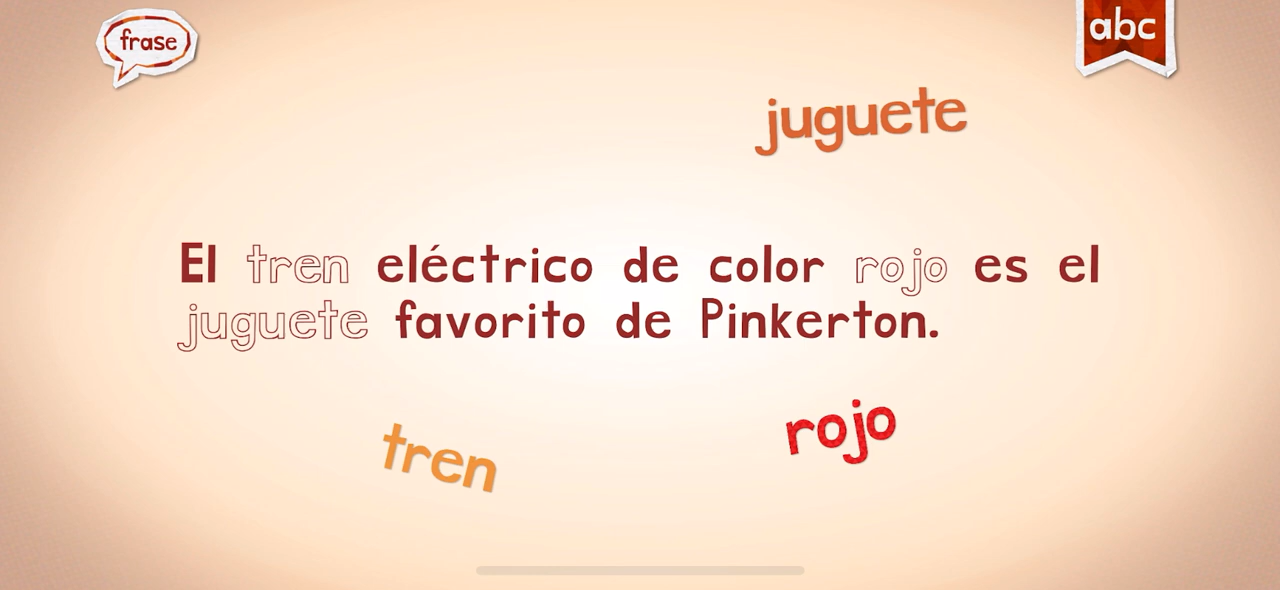 frase
abc
juguete
El tren eléctrico de color rojo es el
juguete favorito de Pinkerton.
tren
rojo